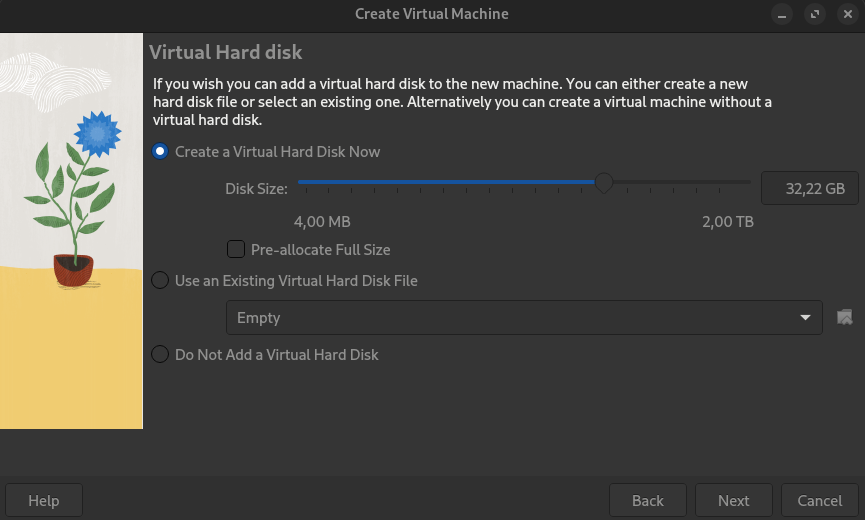 Create Virtual Machine
Virtual Hard disk
If you wish you can add a virtual hard disk to the new machine. You can either create a new
hard disk file or select an existing one. Alternatively you can create a virtual machine without a
virtual hard disk.
Create a Virtual Hard Disk Now
Disk Size:
32,22 GB
4,00 MB
2,00 TB
Pre-allocate Full Size
Use an Existing Virtual Hard Disk File
Empty
Do Not Add a Virtual Hard Disk
Help
Back
Next
Cancel